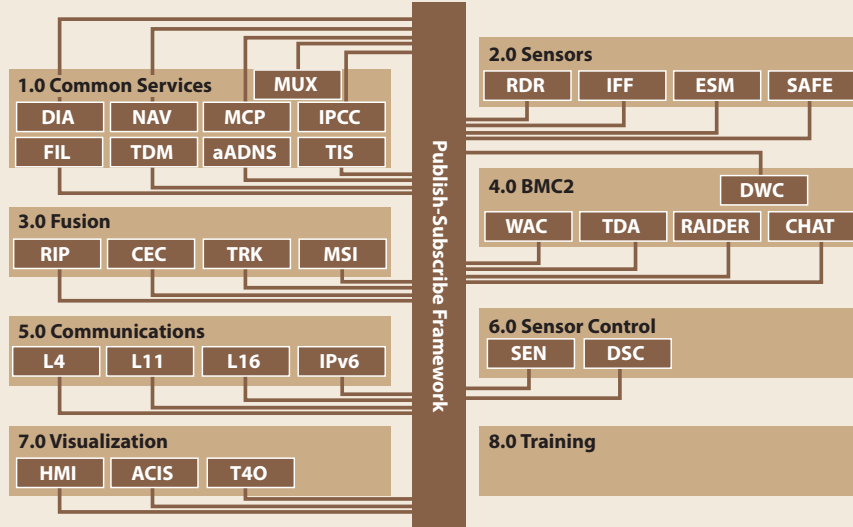 1.0 Common Services
MUX
DIA NAV MCP IPCC
FIL TDM aADNS TIS
3.0 Fusion
RIP CEC TRK MSI
5.0 Communications
L4 L11 L16 IPv6
7.0 Visualization
HMI ACIS T4O
Publish-Subscribe Framework
2.0 Sensors
RDR IFF ESM SAFE
4.0 BMC2
DWC
WAC TDA RAIDER CHAT
6.0 Sensor Control
SEN DSC
8.0 Training